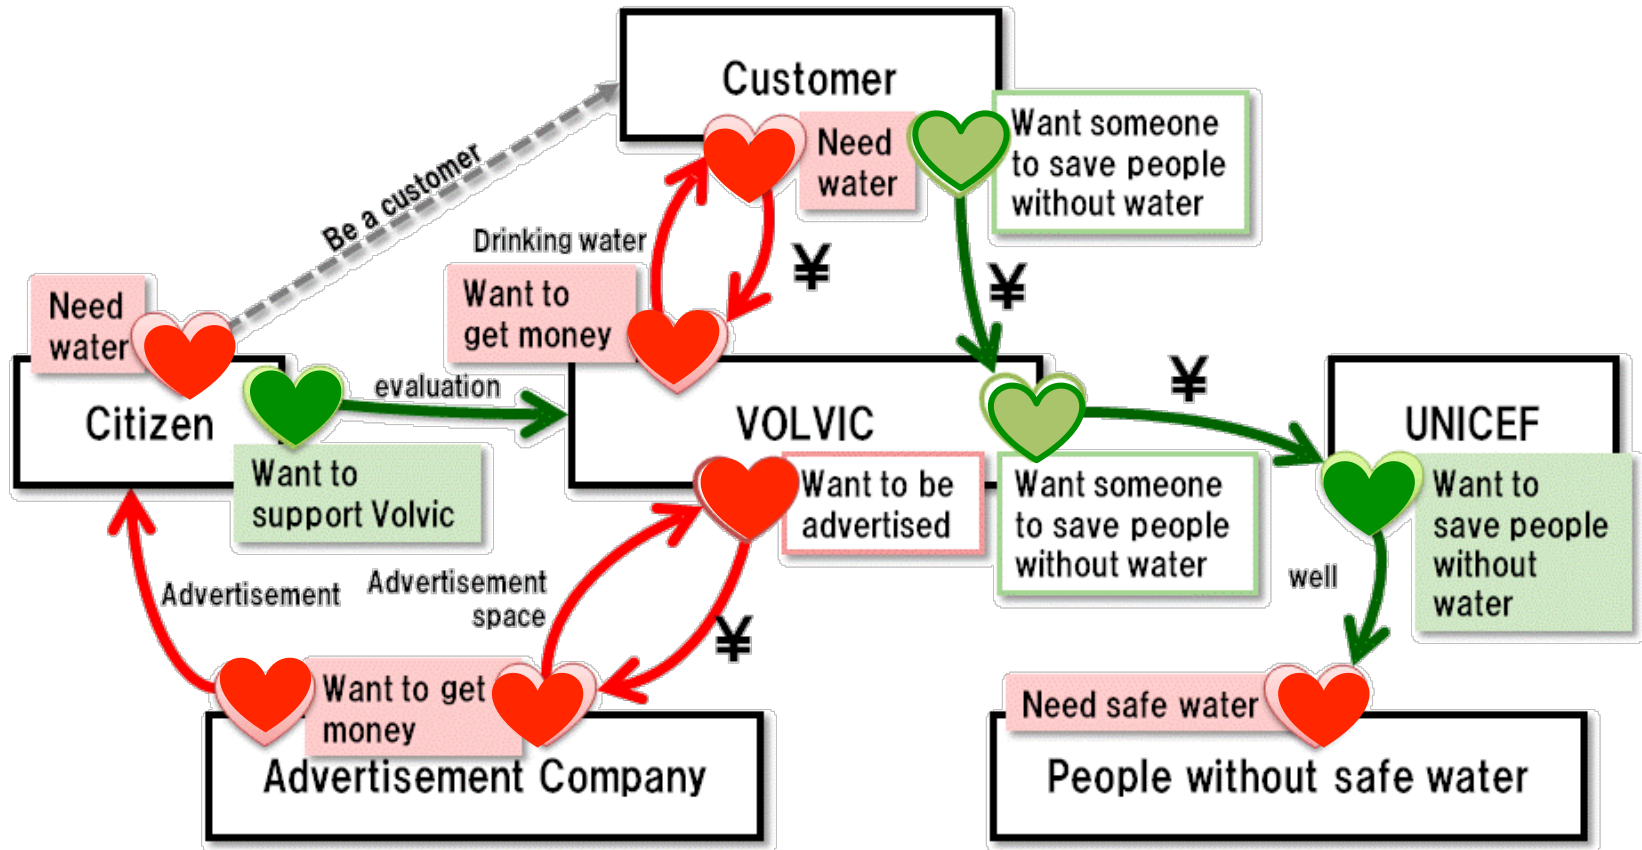 Customer
Need
water
Want someone
to save people
without water
Be a customer
Drinking water
¥
¥
Want to
get money
Need
water
Citizen
evaluation
Want to
support Volvic
VOLVIC
¥
UNICEF
Want to be
advertised
Want someone
to save people
without water
Want to
save people
without
water
well
Advertisement
Advertisement
space
¥
Want to get
money
Advertisement Company
Need safe water
People without safe water